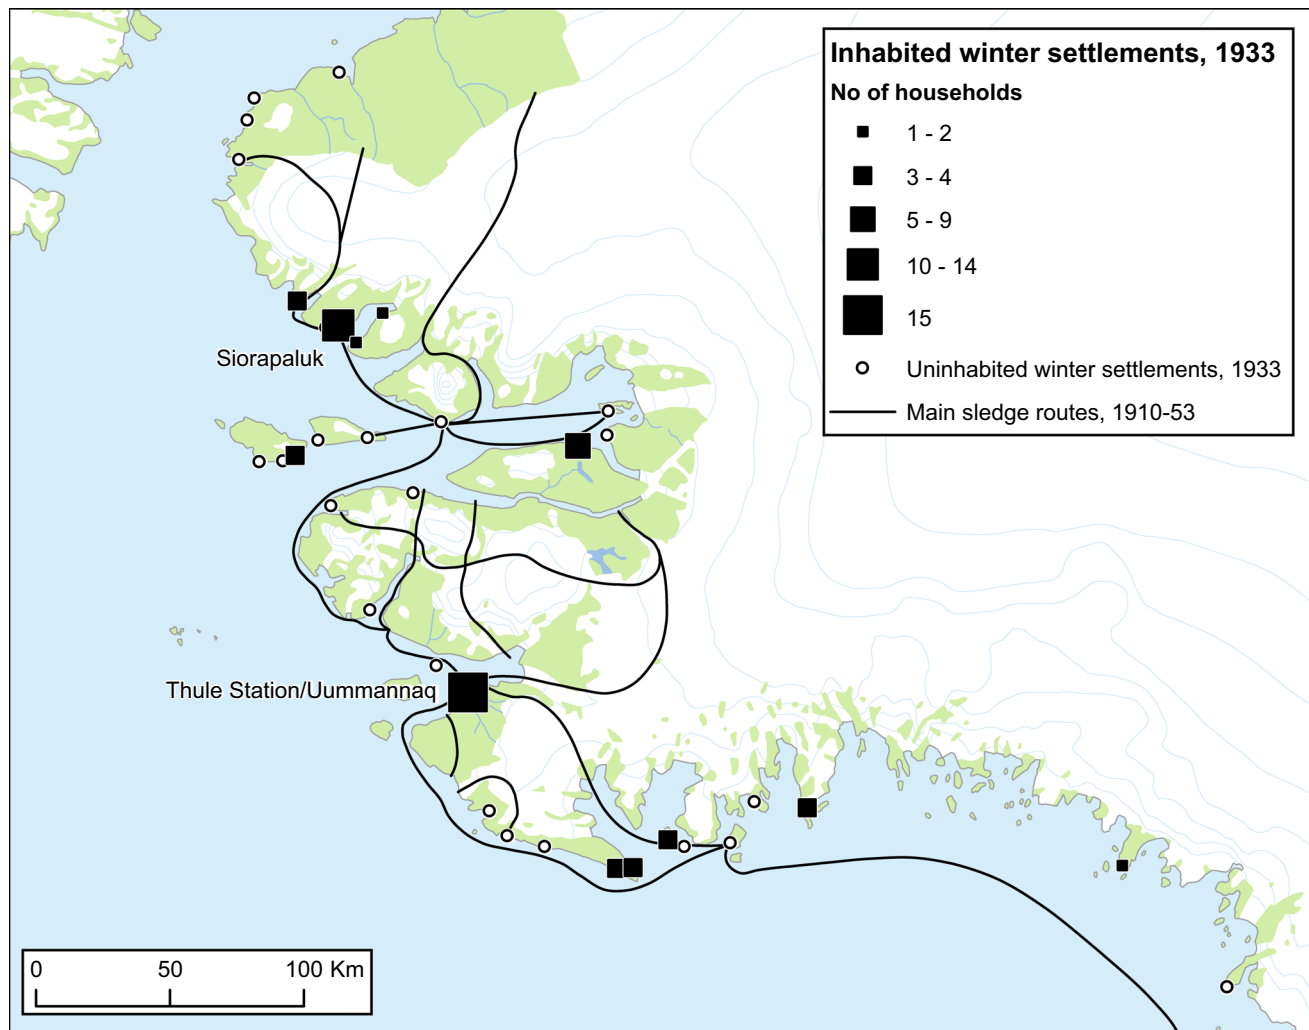 Inhabited winter settlements, 1933
No of households
1 - 2
3 - 4
5 - 9
10 - 14
15
Uninhabited winter settlements, 1933
Main sledge routes, 1910-53
Siorapaluk
Thule Station/Uummannaq
0 50 100 Km